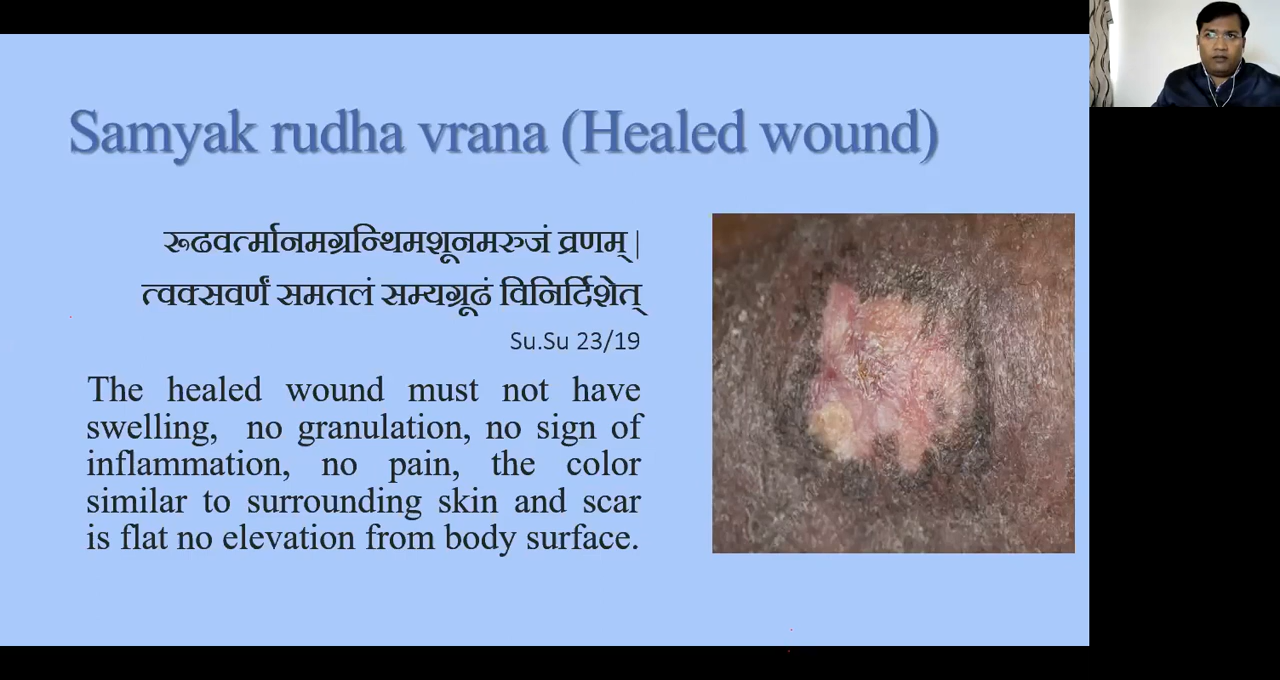 Samyak rudha vrana (Healed wound)
रूढवर्त्मानमग्रन्थिमशूनमरुजं व्रणम् |
त्वक्सवर्णं समतलं सम्यग्रूढं विनिर्दिशेत्
Su.Su 23/19
The healed wound must not have
swelling, no granulation, no sign of
inflammation, no pain, the color
similar to surrounding skin and scar
is flat no elevation from body surface.